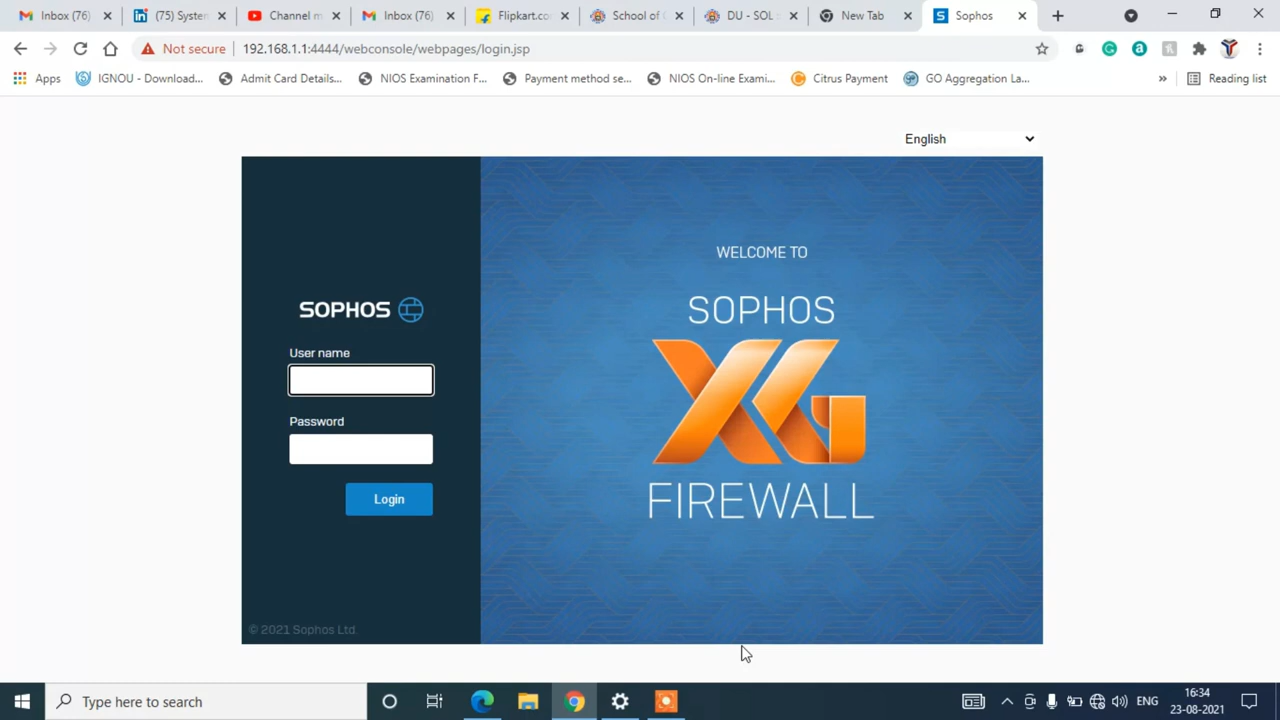 Inbox (76)
(75) System
Channel m
Inbox (76)
Flipkart.co
School of
DU - SOL
New Tab
Sophos
Not secure
192.168.1.1:4444/webconsole/webpages/login.jsp
Apps
IGNOU - Download...
Admit Card Details...
NIOS Examination F...
Payment method se...
NIOS On-line Exami...
Citrus Payment
GO Aggregation La...
»
Reading list
English
SOPHOS
User name
Password
Login
© 2021 Sophos Ltd.
WELCOME TO
SOPHOS
XG
FIREWALL
Type here to search
ENG
16:34
23-08-2021